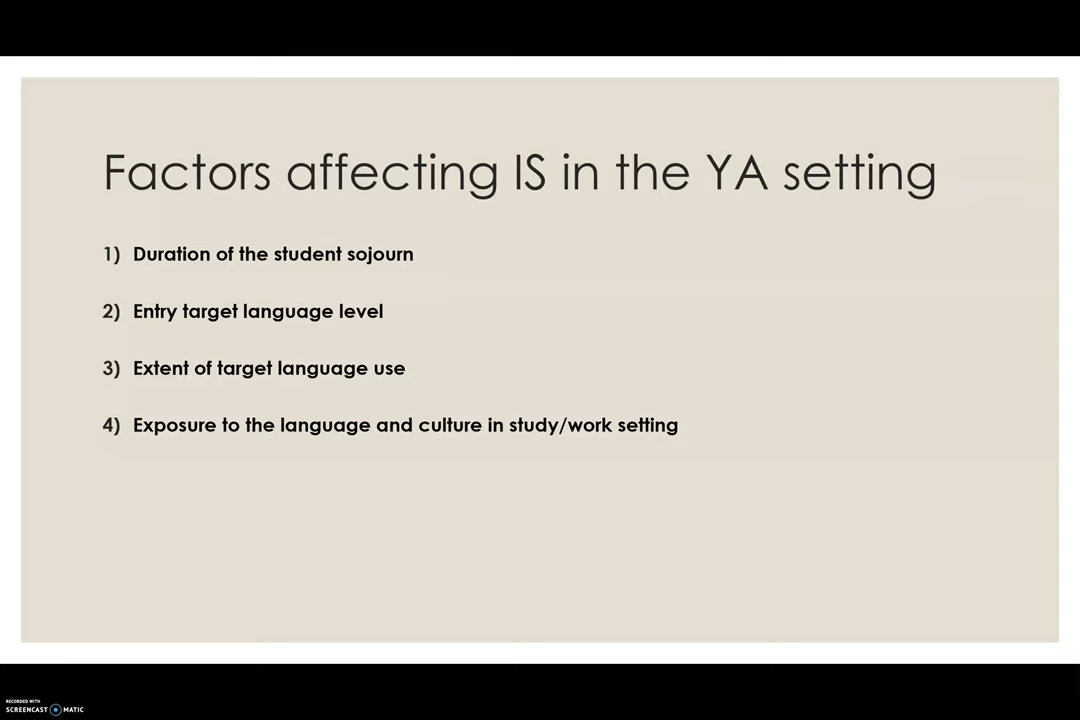 Factors affecting IS in the YA setting
1) Duration of the student sojourn
2) Entry target language level
3) Extent of target language use
4) Exposure to the language and culture in study/work setting
RECORDED WITH
SCREENCAST MATIC